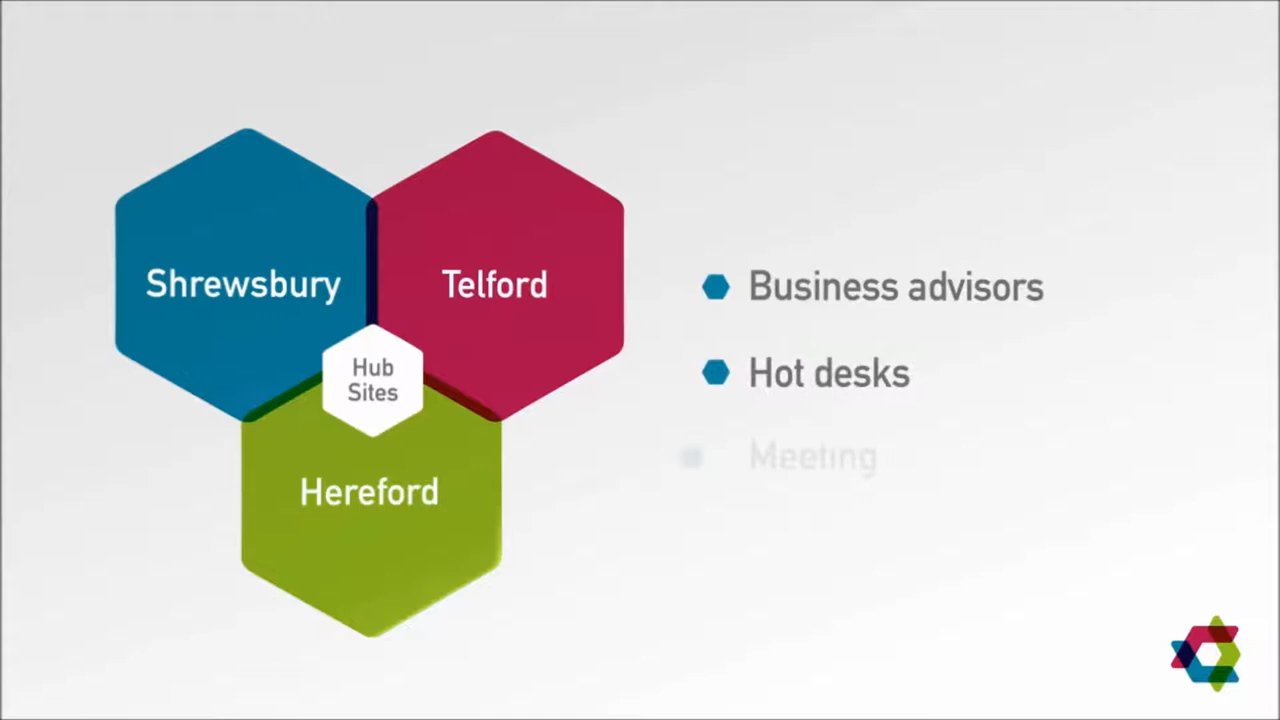 Shrewsbury
Telford
Hub
Sites
Hereford
Business advisors
Hot desks
Meeting